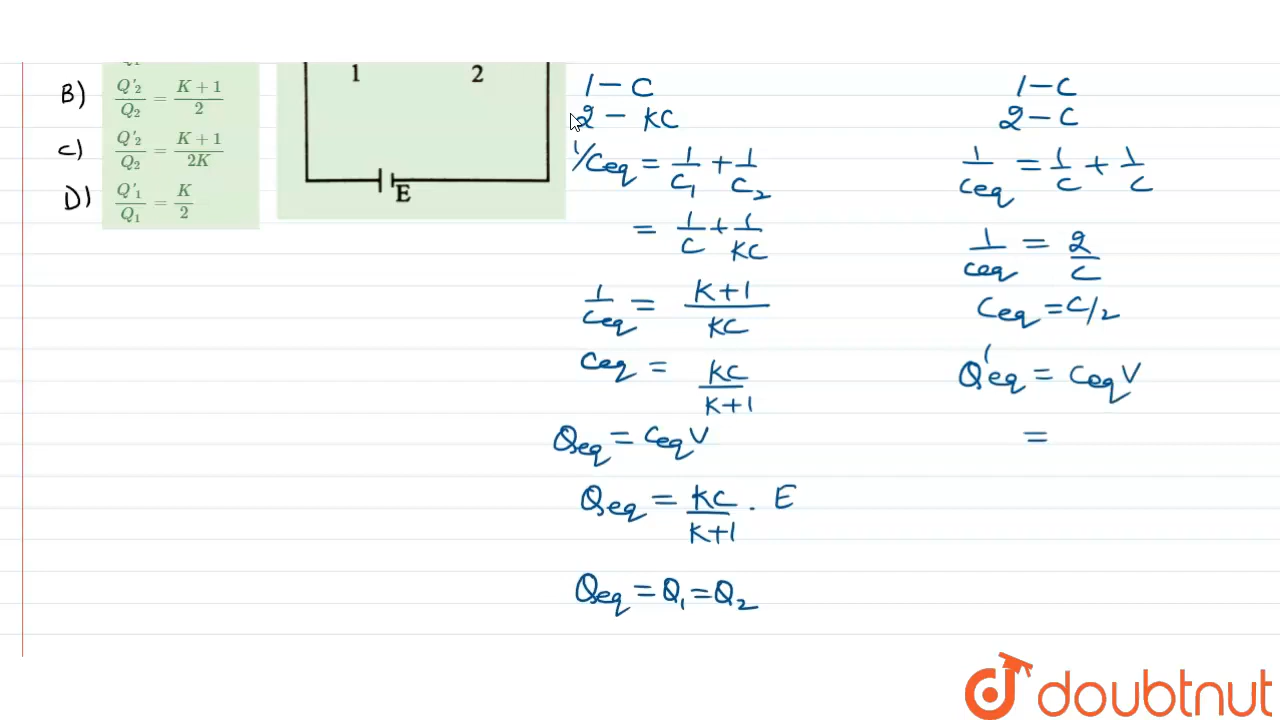 B) Q'2/Q2 = K + 1/2
C) Q'2/Q2 = K + 1/2K
D) Q'1/Q1 = K/2
1 2
E
1 – C
2 – KC
1/Ceq = 1/C1 + 1/C2
= 1/C + 1/KC
1/Ceq = K+1/KC
Ceq = KC/K+1
Qeq = Ceq V
Qeq = KC/K+1 . E
Qeq = Q1 = Q2
1 – C
2 – C
1/Ceq = 1/C + 1/C
1/Ceq = 2/C
Ceq = C/2
Q'eq = Ceq V
=
doubtnut